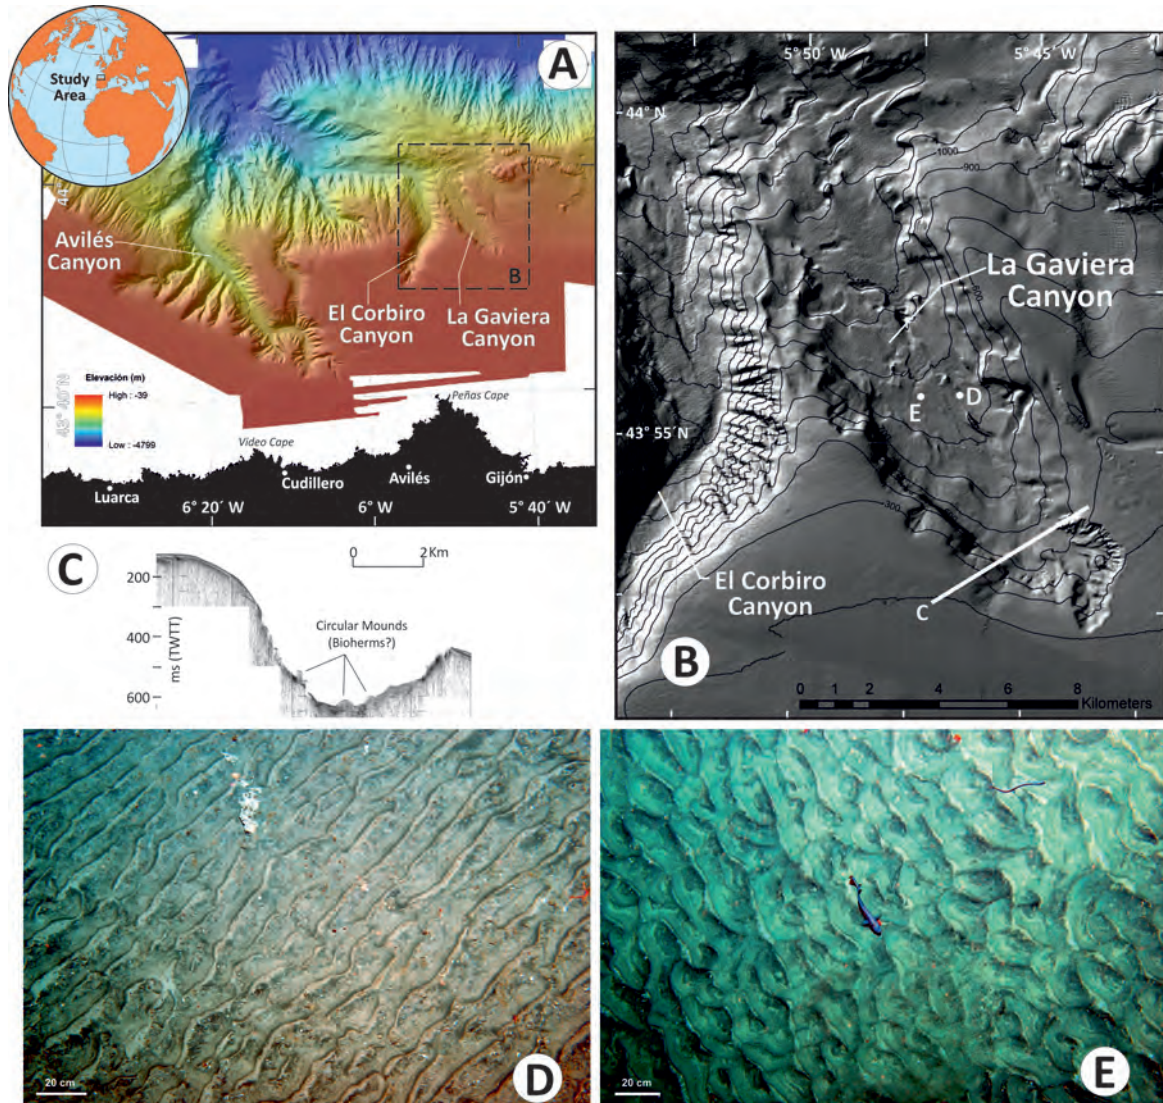 Study
Area
A
44°
Avilés
Canyon
El Corbiro
Canyon
La Gaviera
Canyon
B
Elevación (m)
High : -39
Low : -4799
43° 40´N
Peñas Cape
Video Cape
Luarca
Cudillero
Avilés
Gijón
6° 20´ W
6° W
5° 40´ W
5° 50´ W
5° 45´ W
44° N
1000
900
La Gaviera
Canyon
E
D
43° 55´N
300
El Corbiro
Canyon
C
B
0 1 2 4 6 8
Kilometers
C
0 2 Km
200
400
600
ms (TWTT)
Circular Mounds
(Bioherms?)
20 cm
D
20 cm
E